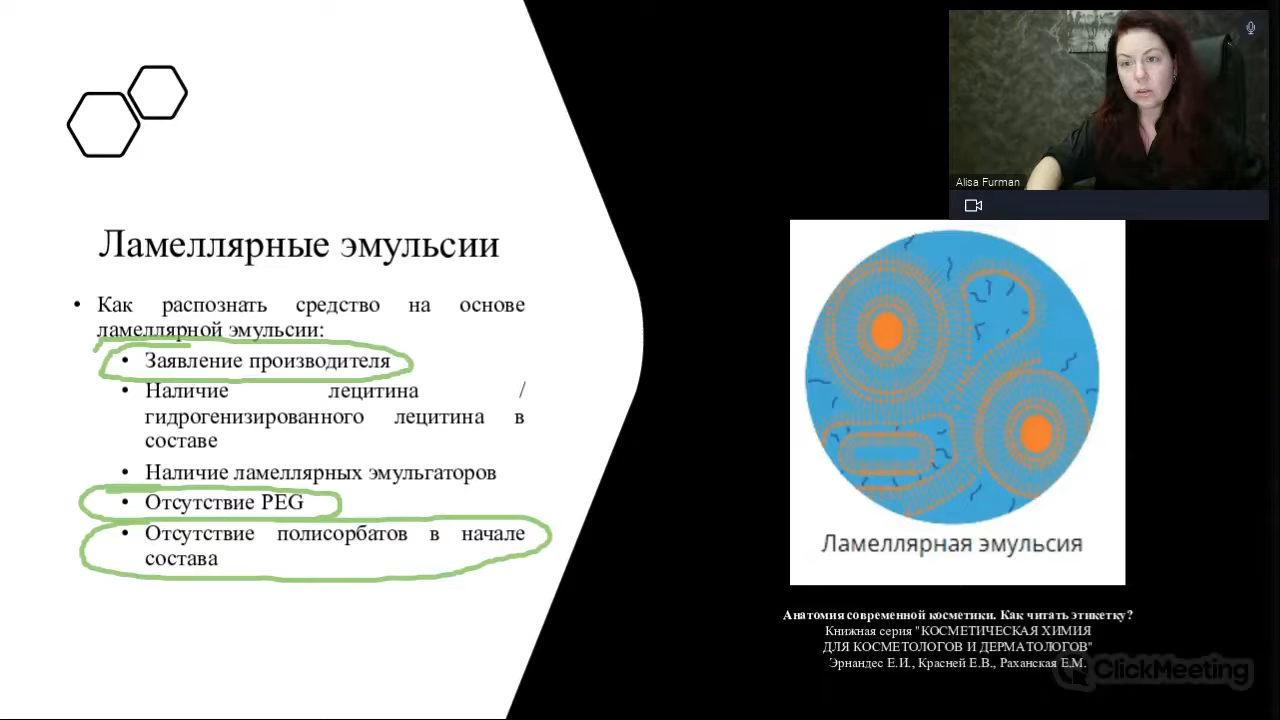 Alisa Furman
Ламеллярные эмульсии
• Как распознать средство на основе
ламеллярной эмульсии:
• Заявление производителя
• Наличие лецитина /
гидрогенизированного лецитина в
составе
• Наличие ламеллярных эмульгаторов
• Отсутствие PEG
• Отсутствие полисорбатов в начале
состава
Ламеллярная эмульсия
Анатомия современной косметики. Как читать этикетку?
Книжная серия "КОСМЕТИЧЕСКАЯ ХИМИЯ
ДЛЯ КОСМЕТОЛОГОВ И ДЕРМАТОЛОГОВ"
Эрнандес Е.И., Красней Е.В., Раханская Е.М.
ClickMeeting